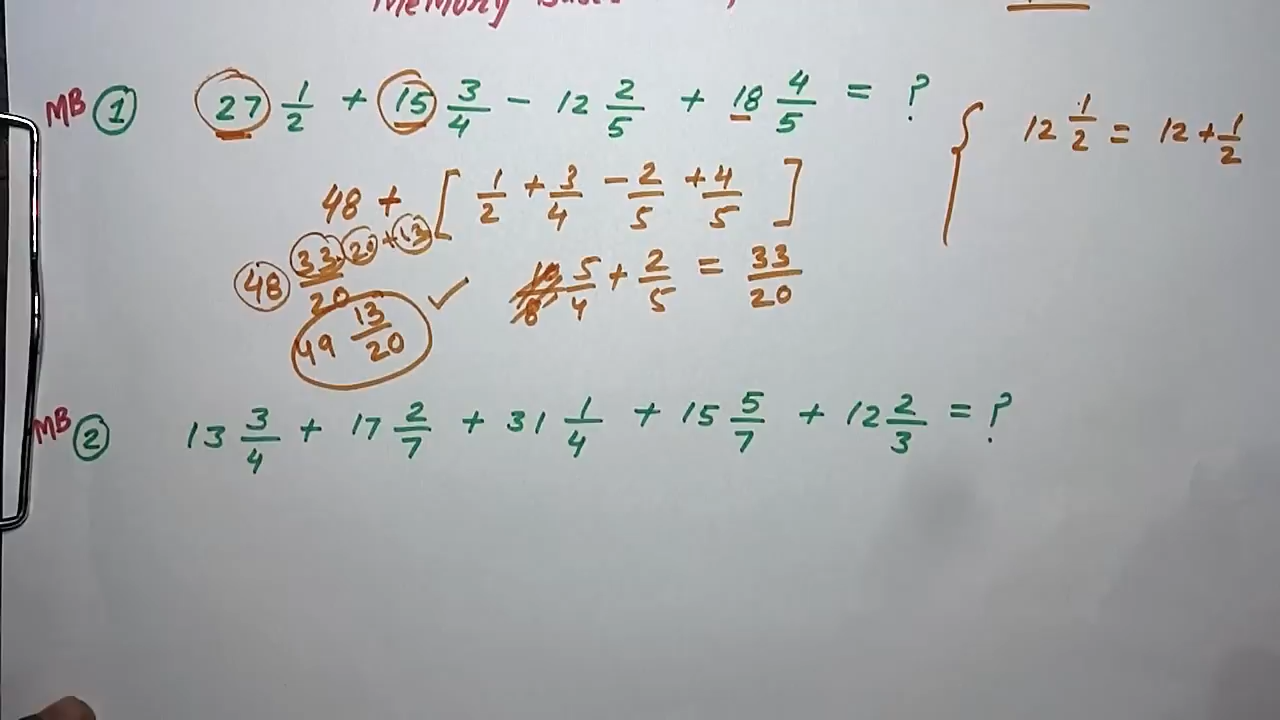 Memory
MB ① 27 1/2 + 15 3/4 - 12 2/5 + 18 4/5 = ?
12 1/2 = 12 + 1/2
48 + [ 1/2 + 3/4 - 2/5 + 4/5 ]
48 33/20 20 + 13
5/4 + 2/5 = 33/20
49 13/20 ✓
MB ② 13 3/4 + 17 2/7 + 31 1/4 + 15 5/7 + 12 2/3 = ?